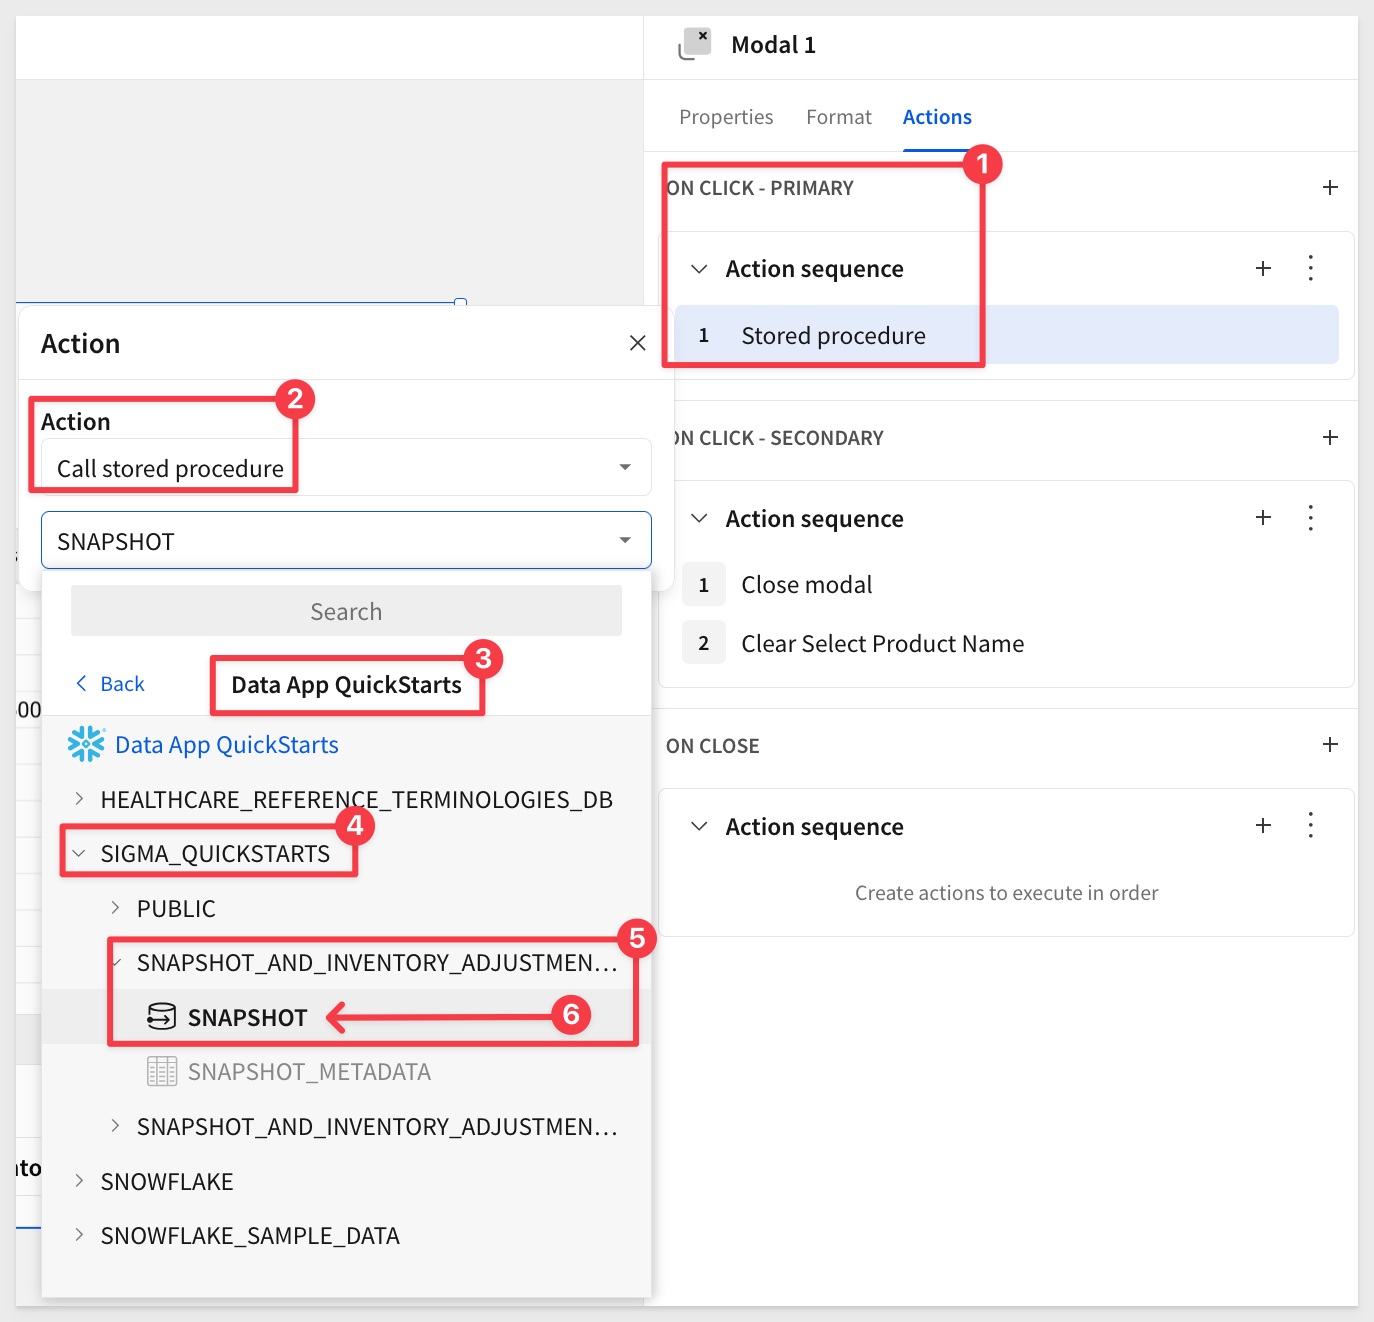 Modal 1
Properties Format Actions
1
ON CLICK - PRIMARY
Action sequence
1 Stored procedure
Action
2
Action
Call stored procedure
SNAPSHOT
Search
3
Back Data App QuickStarts
Data App QuickStarts
HEALTHCARE_REFERENCE_TERMINOLOGIES_DB
4
SIGMA_QUICKSTARTS
PUBLIC
5
SNAPSHOT_AND_INVENTORY_ADJUSTMEN...
SNAPSHOT 6
SNAPSHOT_METADATA
SNAPSHOT_AND_INVENTORY_ADJUSTMEN...
SNOWFLAKE
SNOWFLAKE_SAMPLE_DATA
ON CLICK - SECONDARY
Action sequence
1 Close modal
2 Clear Select Product Name
ON CLOSE
Action sequence
Create actions to execute in order
00
nto